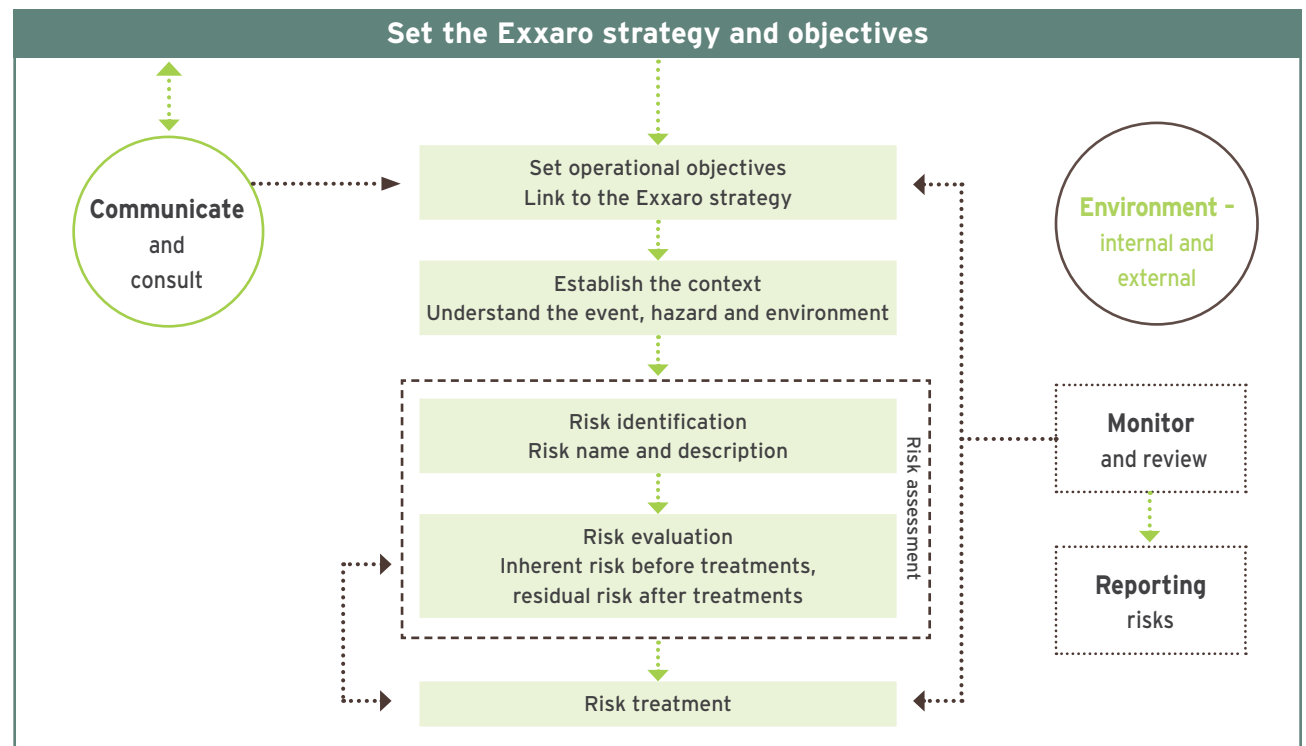 Set the Exxaro strategy and objectives
Communicate
and
consult
Set operational objectives
Link to the Exxaro strategy
Environment –
internal and
external
Establish the context
Understand the event, hazard and environment
Risk identification
Risk name and description
Risk assessment
Monitor
and review
Risk evaluation
Inherent risk before treatments,
residual risk after treatments
Reporting
risks
Risk treatment